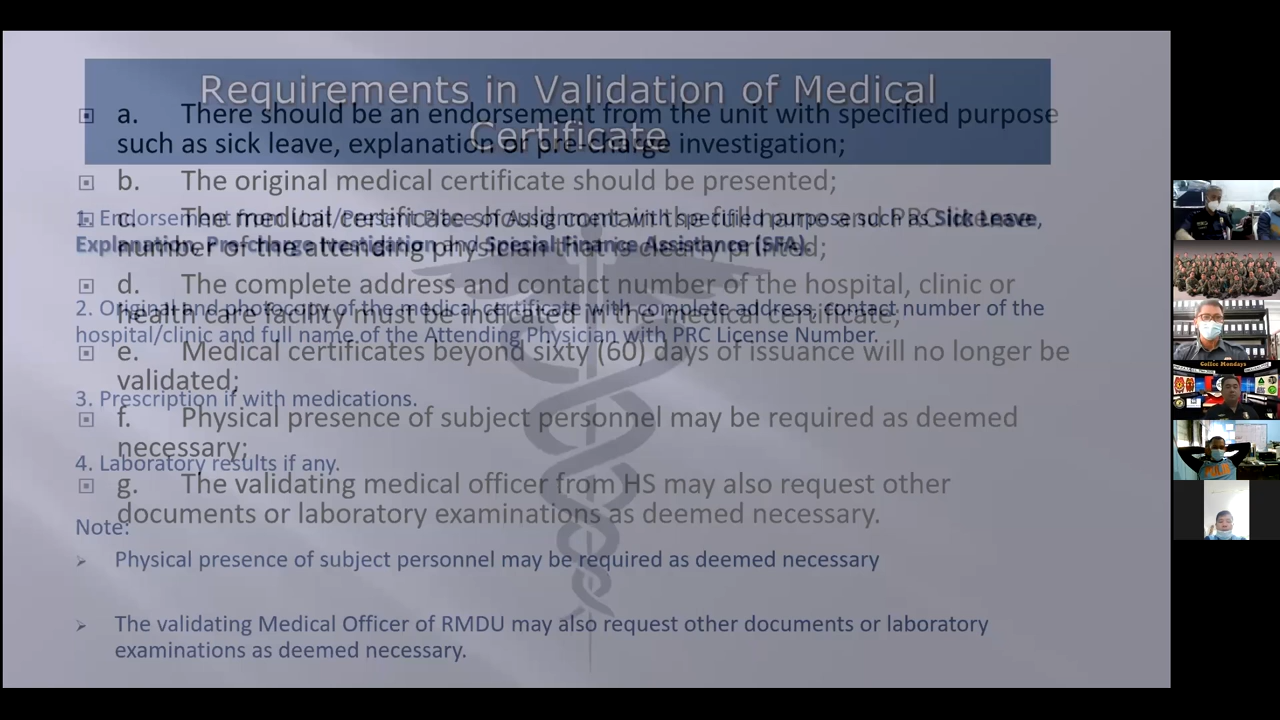 Requirements in Validation of Medical
Certificate
a. There should be an endorsement from the unit with specified purpose
such as sick leave, explanation or pre-charge investigation;
b. The original medical certificate should be presented;
c. The medical certificate should contain the full name and PRC license
number of the attending physician that is clearly printed;
d. The complete address and contact number of the hospital, clinic or
health care facility must be indicated in the medical certificate;
e. Medical certificates beyond sixty (60) days of issuance will no longer be
validated;
f. Physical presence of subject personnel may be required as deemed
necessary;
g. The validating medical officer from HS may also request other
documents or laboratory examinations as deemed necessary.
1. Endorsement from Unit/Present Place of Assignment with specified purpose such as Sick Leave,
Explanation, Pre-charge Investigation and Special Finance Assistance (SFA).
2. Original and photocopy of the medical certificate with complete address, contact number of the
hospital/clinic and full name of the Attending Physician with PRC License Number.
3. Prescription if with medications.
4. Laboratory results if any.
Note:
Physical presence of subject personnel may be required as deemed necessary
The validating Medical Officer of RMDU may also request other documents or laboratory
examinations as deemed necessary.
Coffee Mondays